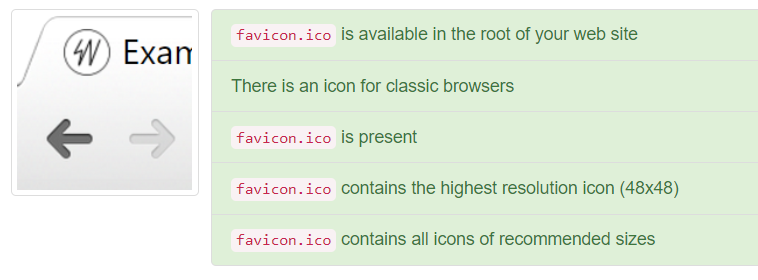 Exam
favicon.ico is available in the root of your web site
There is an icon for classic browsers
favicon.ico is present
favicon.ico contains the highest resolution icon (48x48)
favicon.ico contains all icons of recommended sizes